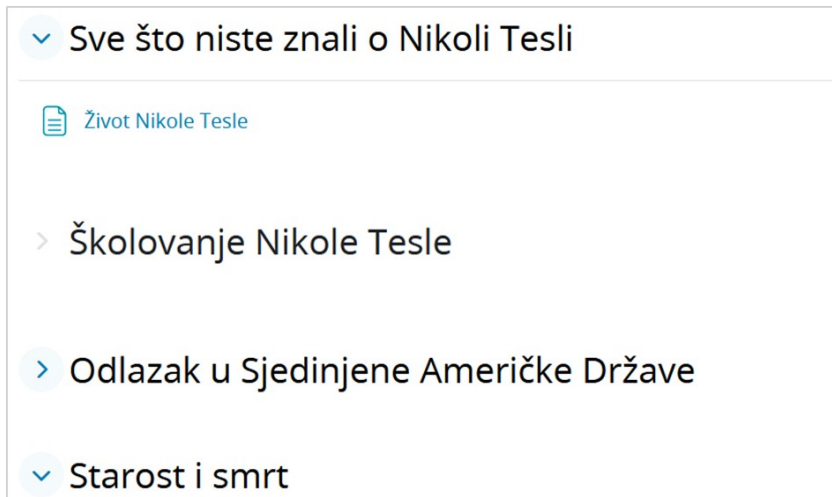 Sve što niste znali o Nikoli Tesli
Život Nikole Tesle
Školovanje Nikole Tesle
Odlazak u Sjedinjene Američke Države
Starost i smrt